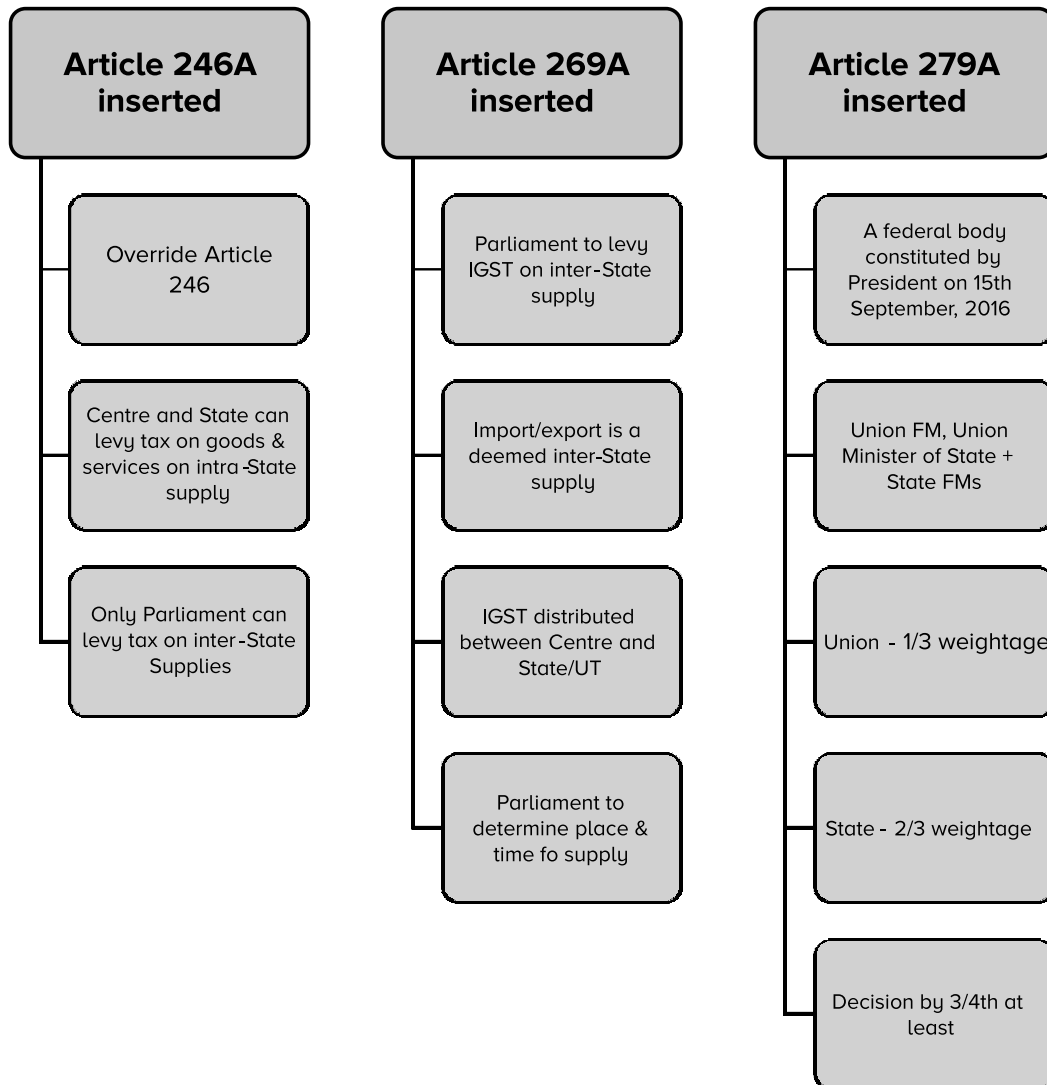 Article 246A
inserted
Override Article
246
Centre and State can
levy tax on goods &
services on intra-State
supply
Only Parliament can
levy tax on inter-State
Supplies
Article 269A
inserted
Parliament to levy
IGST on inter-State
supply
Import/export is a
deemed inter-State
supply
IGST distributed
between Centre and
State/UT
Parliament to
determine place &
time fo supply
Article 279A
inserted
A federal body
constituted by
President on 15th
September, 2016
Union FM, Union
Minister of State +
State FMs
Union - 1/3 weightage
State - 2/3 weightage
Decision by 3/4th at
least